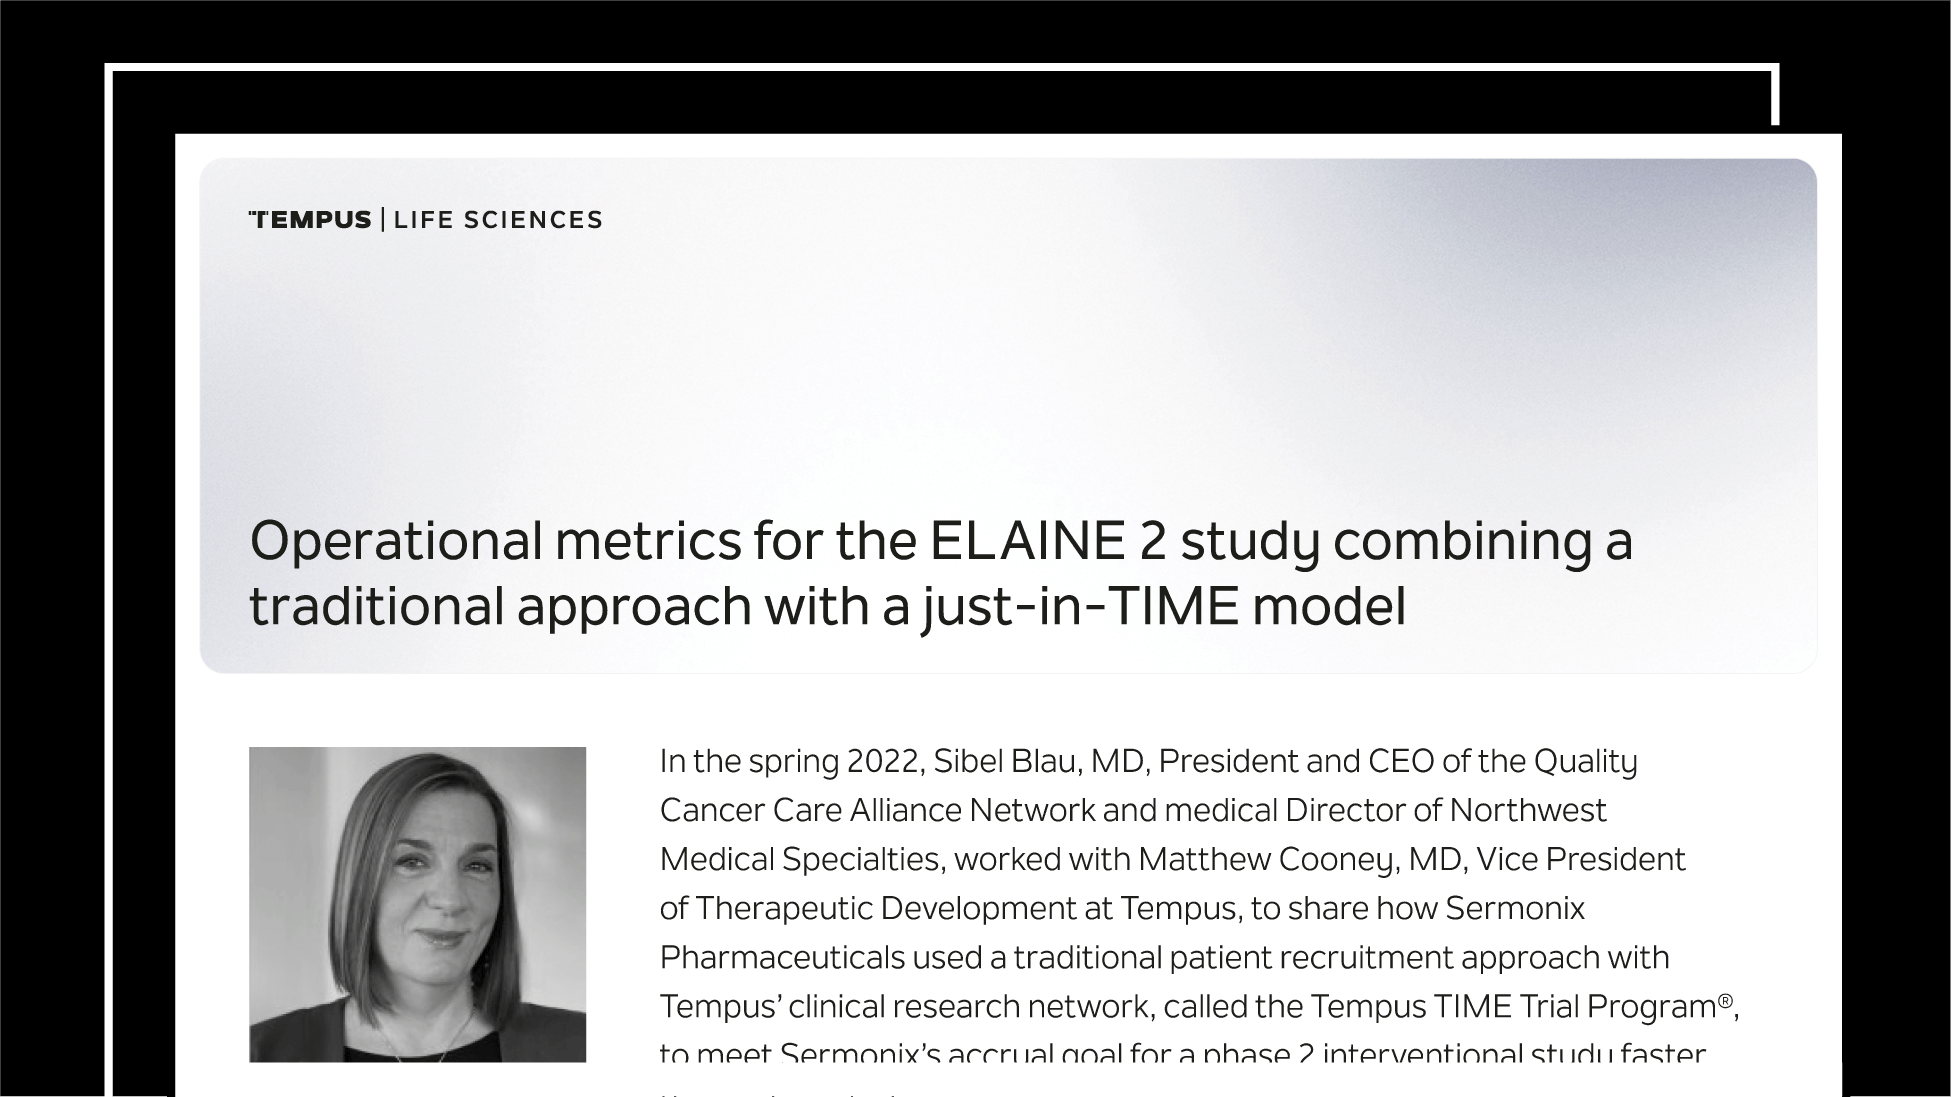 TEMPUS | LIFE SCIENCES
Operational metrics for the ELAINE 2 study combining a
traditional approach with a just-in-TIME model
In the spring 2022, Sibel Blau, MD, President and CEO of the Quality
Cancer Care Alliance Network and medical Director of Northwest
Medical Specialties, worked with Matthew Cooney, MD, Vice President
of Therapeutic Development at Tempus, to share how Sermonix
Pharmaceuticals used a traditional patient recruitment approach with
Tempus’ clinical research network, called the Tempus TIME Trial Program®,
to meet Sermonix’s accrual goal for a phase 2 interventional study faster